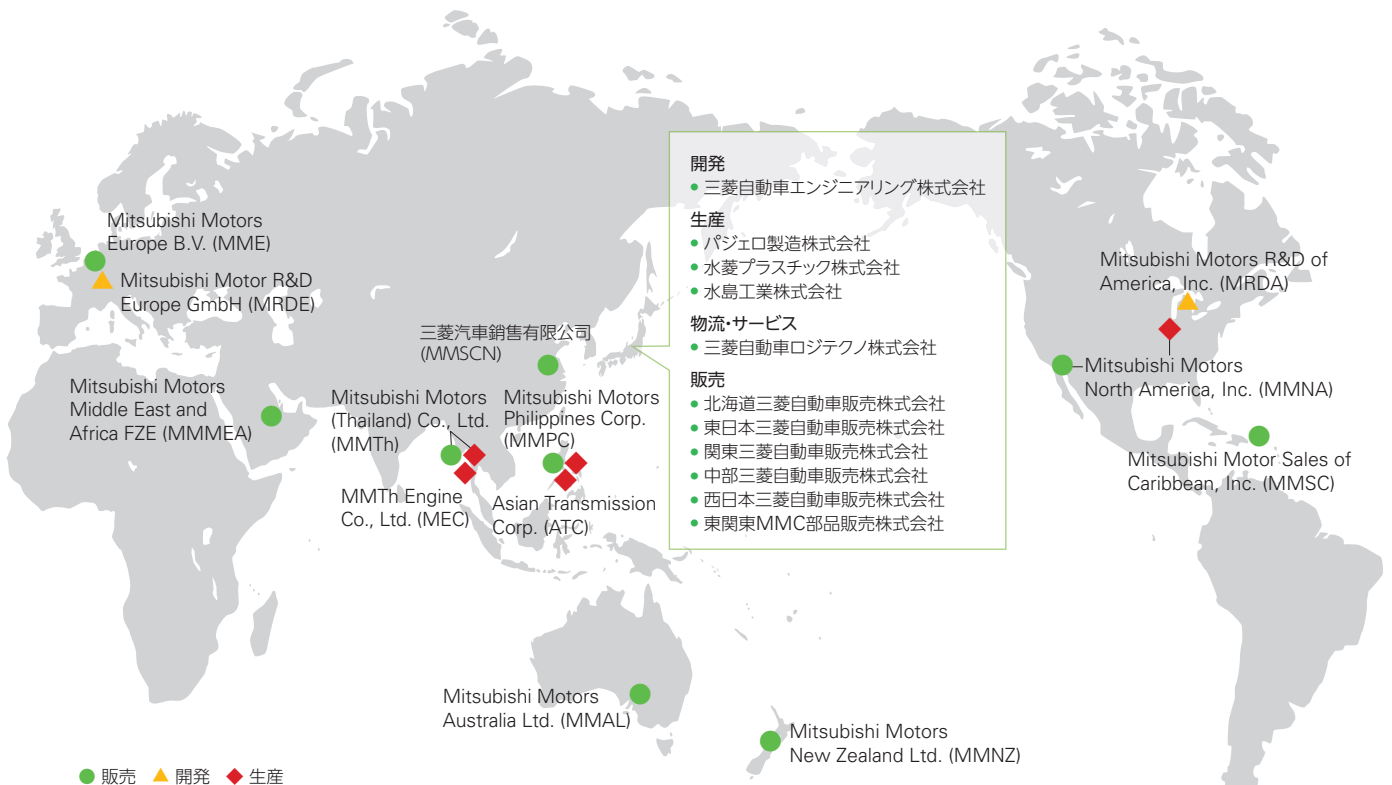 Mitsubishi Motors
Europe B.V. (MME)
Mitsubishi Motor R&D
Europe GmbH (MRDE)
三菱汽車銷售有限公司
(MMSCN)
Mitsubishi Motors
Middle East and
Africa FZE (MMMEA)
Mitsubishi Motors
(Thailand) Co., Ltd.
(MMTh)
Mitsubishi Motors
Philippines Corp.
(MMPC)
MMTh Engine
Co., Ltd. (MEC)
Asian Transmission
Corp. (ATC)
開発
• 三菱自動車エンジニアリング株式会社
生産
• パジェロ製造株式会社
• 水菱プラスチック株式会社
• 水島工業株式会社
物流・サービス
• 三菱自動車ロジテクノ株式会社
販売
• 北海道三菱自動車販売株式会社
• 東日本三菱自動車販売株式会社
• 関東三菱自動車販売株式会社
• 中部三菱自動車販売株式会社
• 西日本三菱自動車販売株式会社
• 東関東MMC部品販売株式会社
Mitsubishi Motors R&D of
America, Inc. (MRDA)
Mitsubishi Motors
North America, Inc. (MMNA)
Mitsubishi Motor Sales of
Caribbean, Inc. (MMSC)
Mitsubishi Motors
Australia Ltd. (MMAL)
Mitsubishi Motors
New Zealand Ltd. (MMNZ)
販売 開発 生産